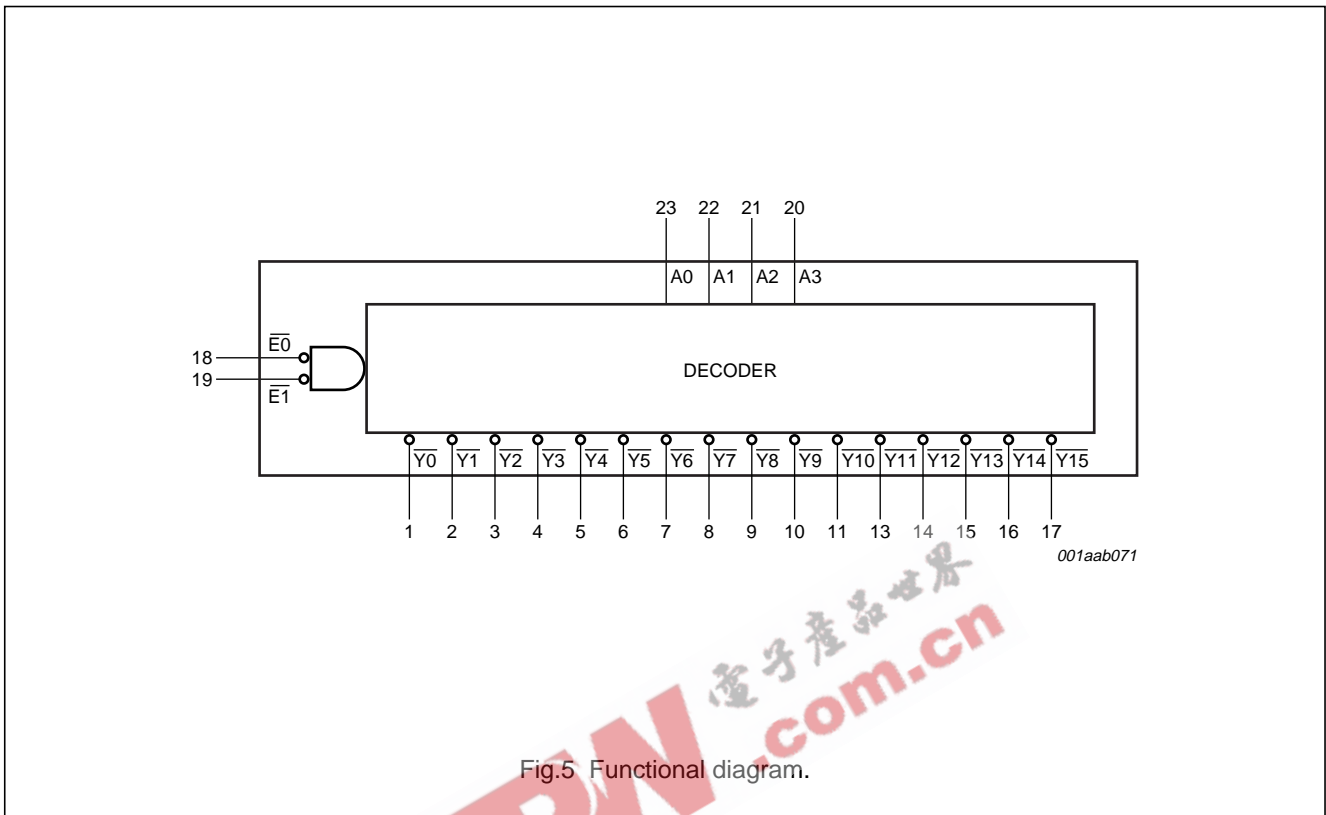 23 22 21 20
A0 A1 A2 A3
E0
18
DECODER
19
E1
Y0 Y1 Y2 Y3 Y4 Y5 Y6 Y7 Y8 Y9 Y10 Y11 Y12 Y13 Y14 Y15
1 2 3 4 5 6 7 8 9 10 11 13 14 15 16 17
001aab071
電子產品世界
.com.cn
Fig.5 Functional diagram.